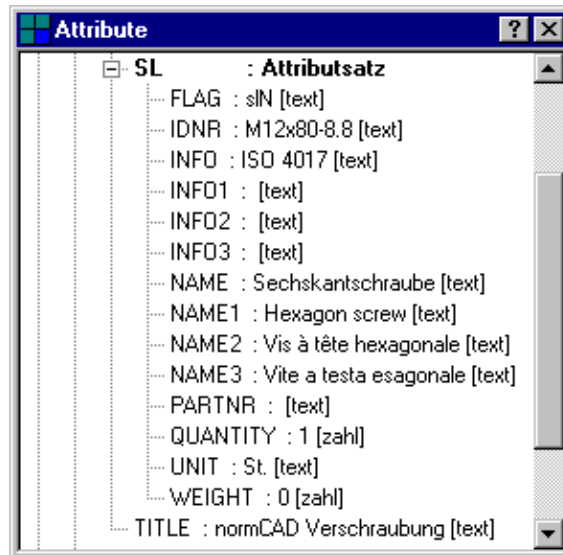 Attribute
SL : Attributsatz
FLAG : sIN [text]
IDNR : M12x80-8.8 [text]
INFO : ISO 4017 [text]
INFO1 : [text]
INFO2 : [text]
INFO3 : [text]
NAME : Sechskantschraube [text]
NAME1 : Hexagon screw [text]
NAME2 : Vis à tête hexagonale [text]
NAME3 : Vite a testa esagonale [text]
PARTNR : [text]
QUANTITY : 1 [zahl]
UNIT : St. [text]
WEIGHT : 0 [zahl]
TITLE : normCAD Verschraubung [text]